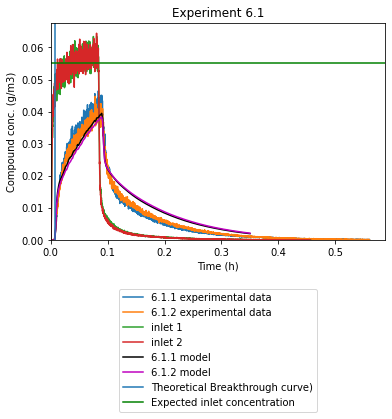 Experiment 6.1
Compound conc. (g/m3)
0.06
0.05
0.04
0.03
0.02
0.01
0.00
0.0 0.1 0.2 0.3 0.4 0.5
Time (h)
6.1.1 experimental data
6.1.2 experimental data
inlet 1
inlet 2
6.1.1 model
6.1.2 model
Theoretical Breakthrough curve)
Expected inlet concentration